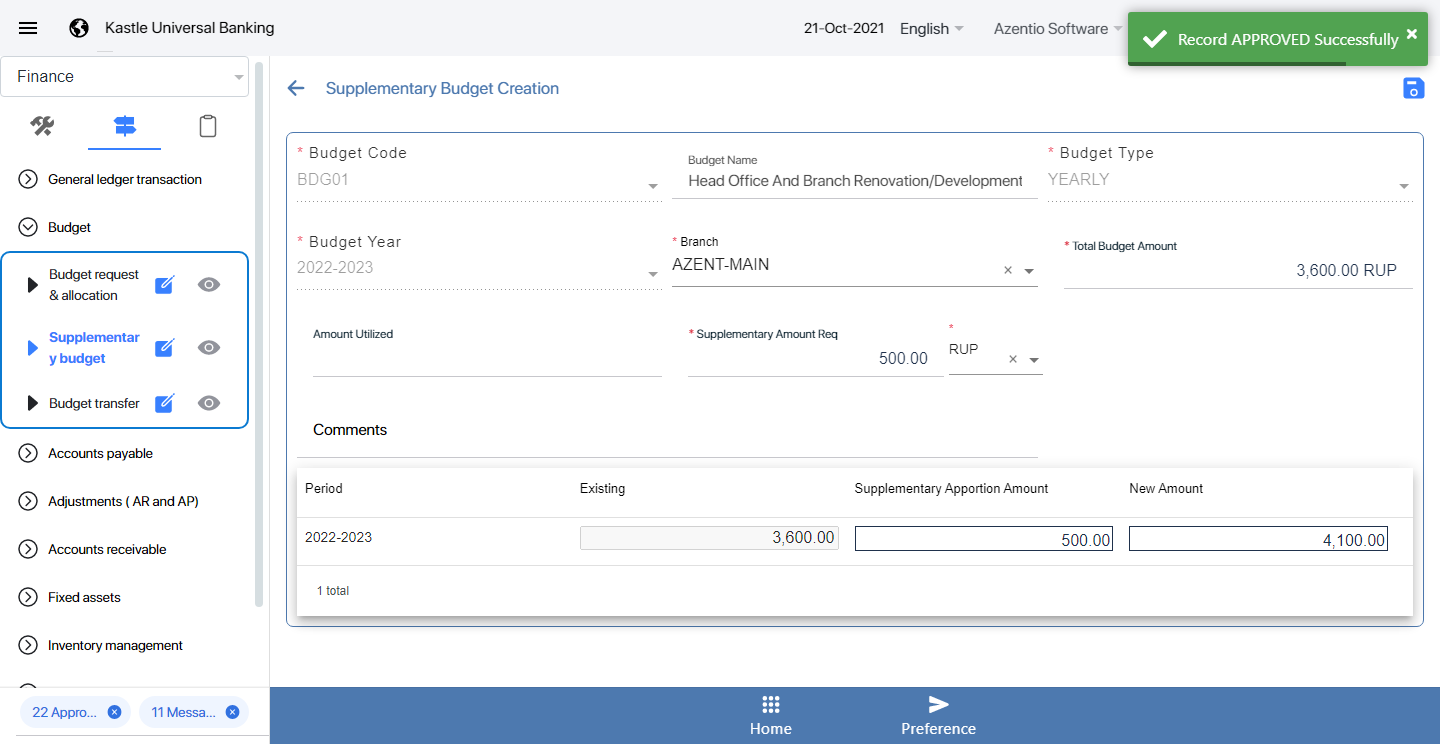 Kastle Universal Banking
21-Oct-2021
English
Azentio Software
Record APPROVED Successfully
×
Finance
Supplementary Budget Creation
General ledger transaction
Budget
Budget request
& allocation
Supplementar
y budget
Budget transfer
Accounts payable
Adjustments ( AR and AP)
Accounts receivable
Fixed assets
Inventory management
22 Appro...
11 Messa...
* Budget Code
BDG01
Budget Name
Head Office And Branch Renovation/Development
* Budget Type
YEARLY
* Budget Year
2022-2023
* Branch
AZENT-MAIN
×
* Total Budget Amount
3,600.00 RUP
Amount Utilized
* Supplementary Amount Req
500.00
*
RUP
×
Comments
Period
Existing
Supplementary Apportion Amount
New Amount
2022-2023
3,600.00
500.00
4,100.00
1 total
Home
Preference